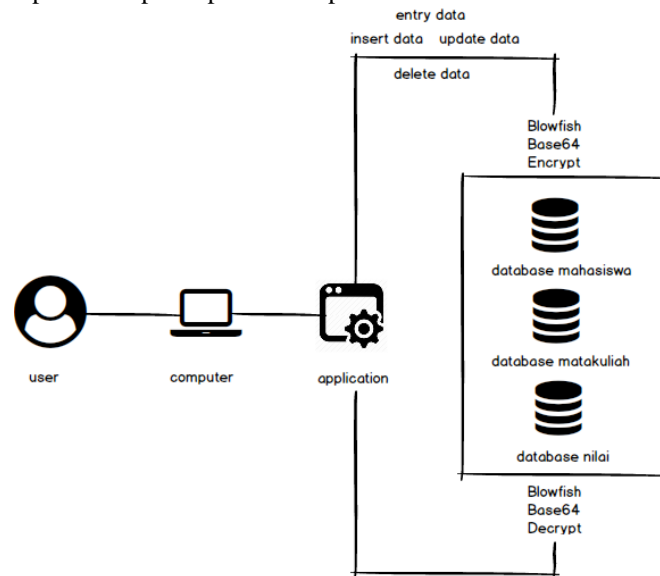 entry data
insert data update data
delete data
Blowfish
Base64
Encrypt
database mahasiswa
database matakuliah
user
computer
application
database nilai
Blowfish
Base64
Decrypt